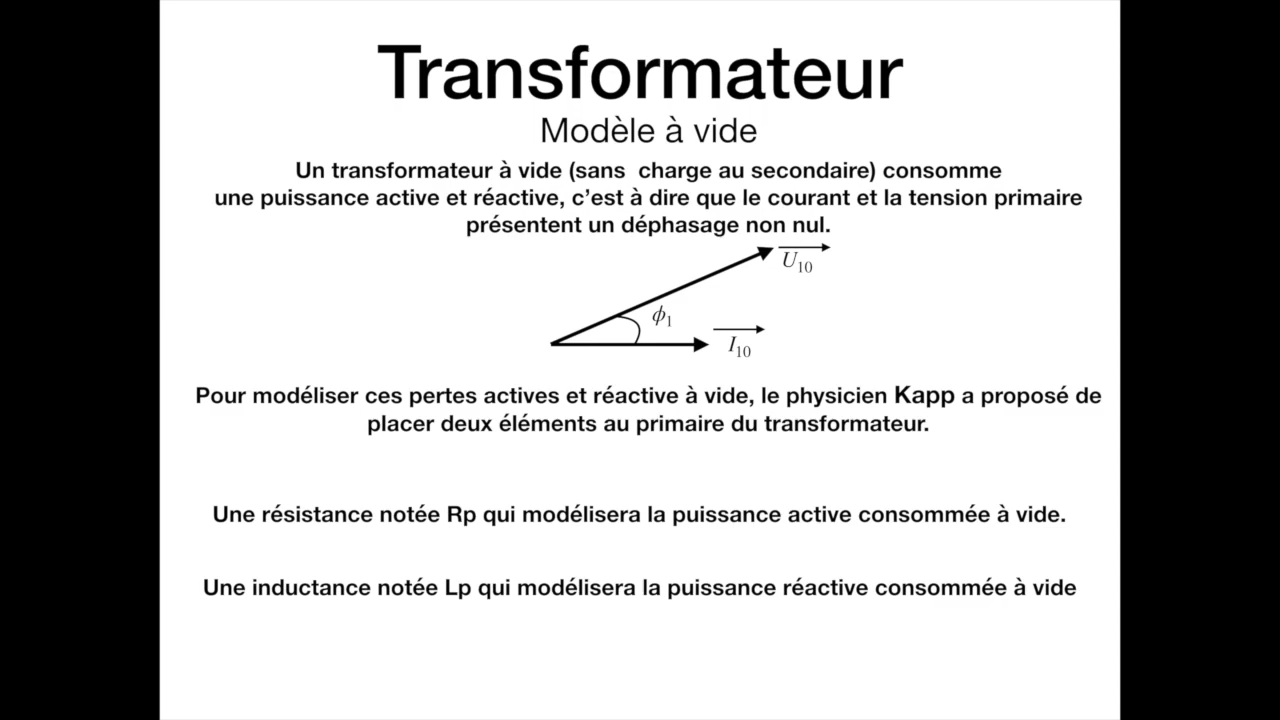 Transformateur
Modèle à vide
Un transformateur à vide (sans  charge au secondaire) consomme
une puissance active et réactive, c’est à dire que le courant et la tension primaire
présentent un déphasage non nul.
U10
ϕ1
I10
Pour modéliser ces pertes actives et réactive à vide, le physicien Kapp a proposé de
placer deux éléments au primaire du transformateur.
Une résistance notée Rp qui modélisera la puissance active consommée à vide.
Une inductance notée Lp qui modélisera la puissance réactive consommée à vide